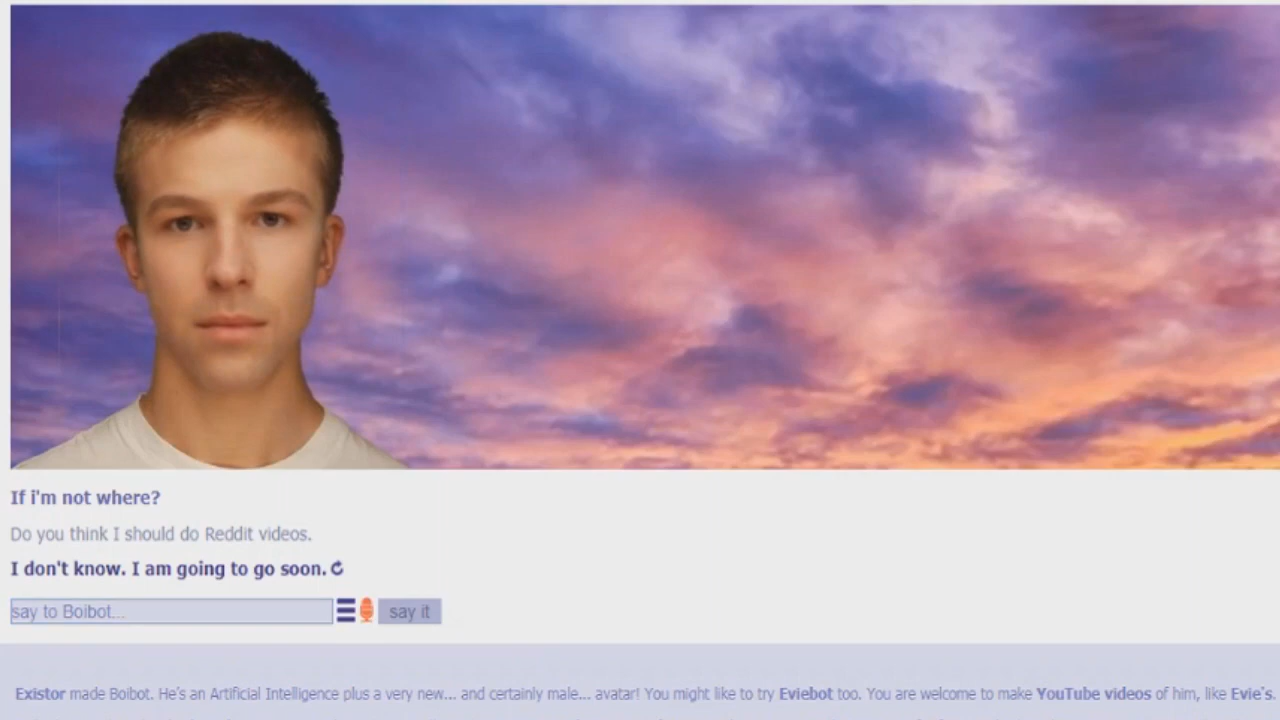 If i'm not where?
Do you think I should do Reddit videos.
I don't know. I am going to go soon.
say to Boibot... say it
Existor made Boibot. He's an Artificial Intelligence plus a very new... and certainly male... avatar! You might like to try Eviebot too. You are welcome to make YouTube videos of him, like Evie's.